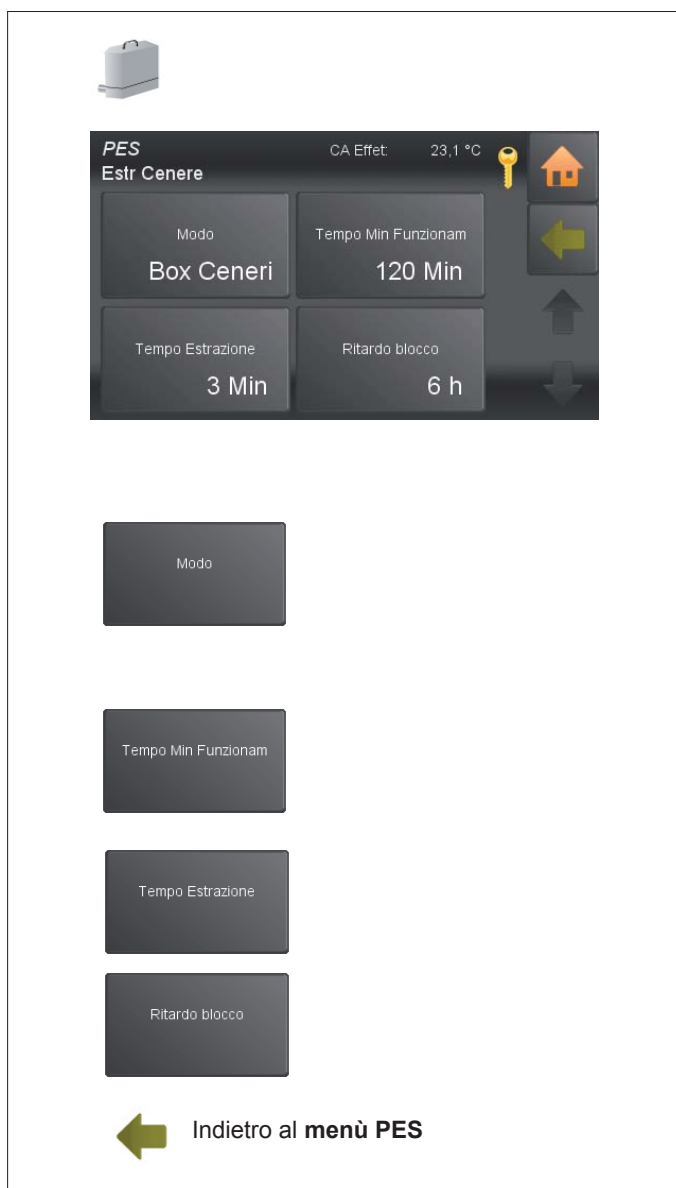 PES
CA Effet: 23,1 °C
Estr Cenere
Modo
Tempo Min Funzionam
Box Ceneri
120 Min
Tempo Estrazione
Ritardo blocco
3 Min
6 h
Modo
Tempo Min Funzionam
Tempo Estrazione
Ritardo blocco
Indietro al menù PES